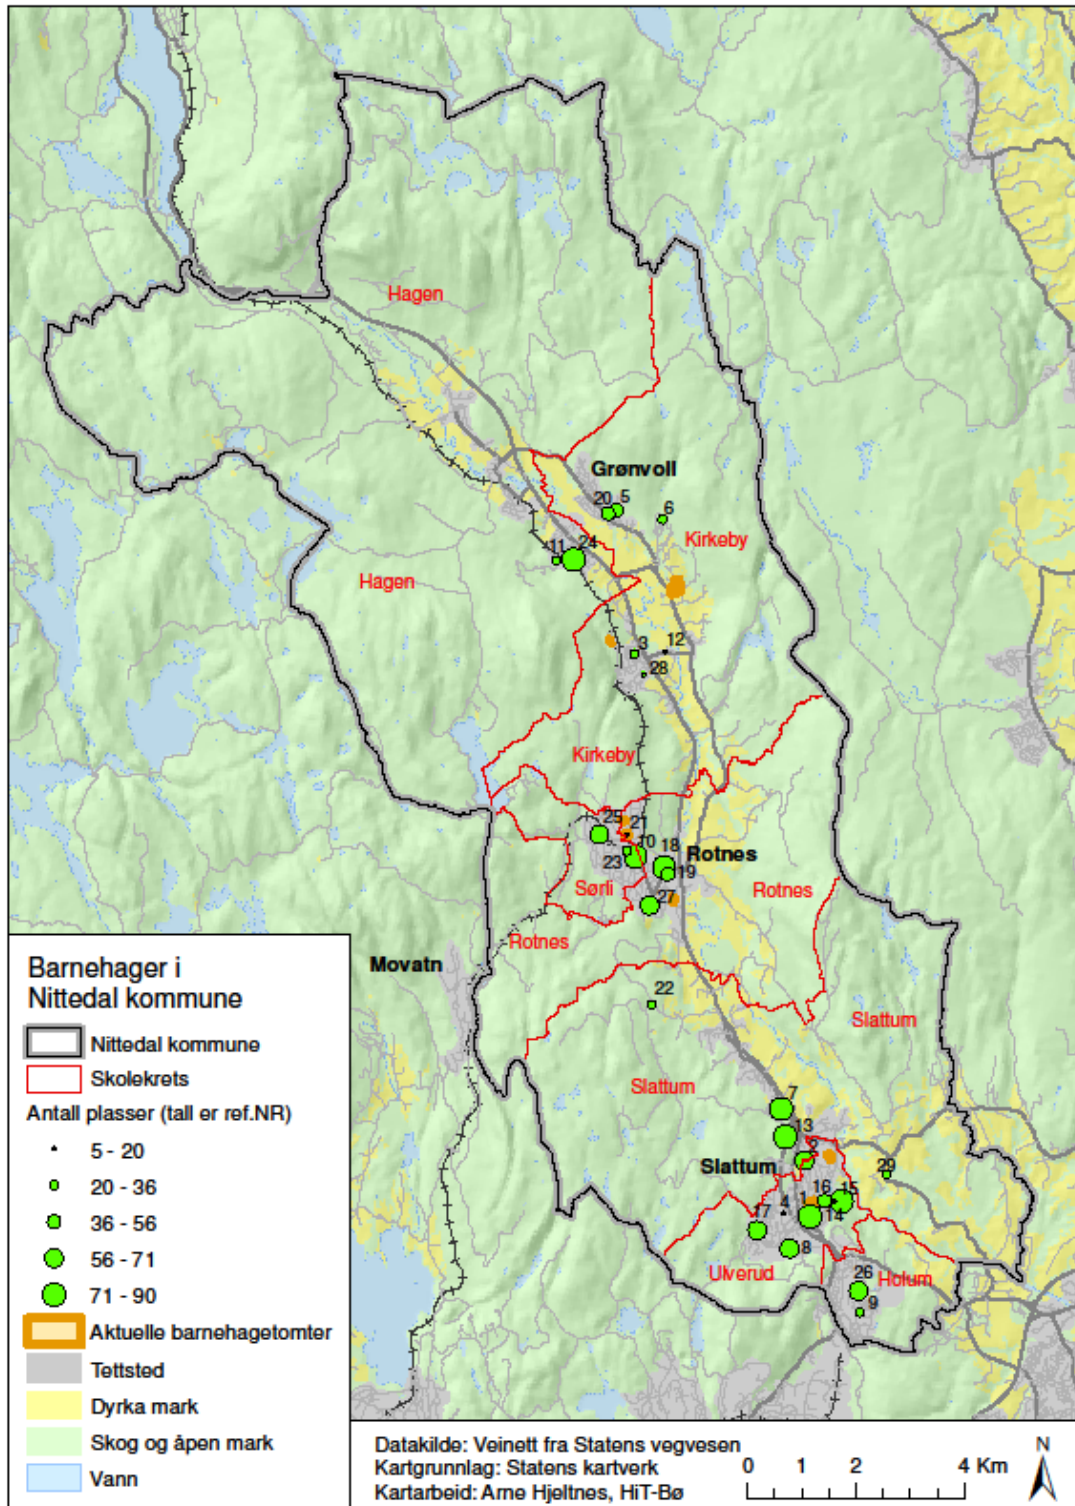 Hagen
Grønvoll
20
5
6
Kirkeby
11
24
Hagen
3
12
28
Kirkeby
25
21
10
18
Rotnes
23
19
Sørli
Rotnes
27
Rotnes
Movatn
22
Slattum
Slattum
7
13
2
Slattum
29
16
15
1
4
14
17
8
Ulverud
26
Holum
9
Barnehager i
Nittedal kommune
Nittedal kommune
Skolekrets
Antall plasser (tall er ref.NR)
5 - 20
20 - 36
36 - 56
56 - 71
71 - 90
Aktuelle barnehagetomter
Tettsted
Dyrka mark
Skog og åpen mark
Vann
Datakilde: Veinett fra Statens vegvesen
Kartgrunnlag: Statens kartverk
Kartarbeid: Arne Hjeltnes, HiT-Bø
0 1 2 4 Km
N